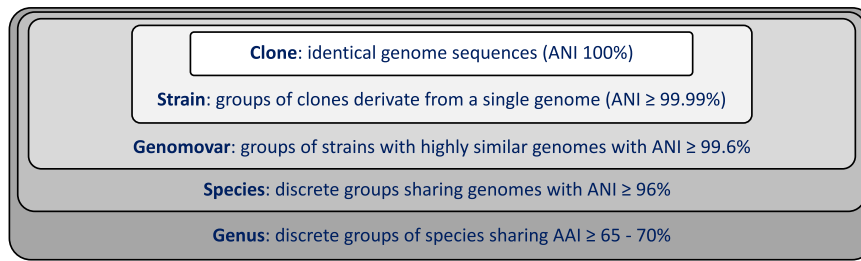 Clone: identical genome sequences (ANI 100%)
Strain: groups of clones derivate from a single genome (ANI ≥ 99.99%)
Genomovar: groups of strains with highly similar genomes with ANI ≥ 99.6%
Species: discrete groups sharing genomes with ANI ≥ 96%
Genus: discrete groups of species sharing AAI ≥ 65 - 70%